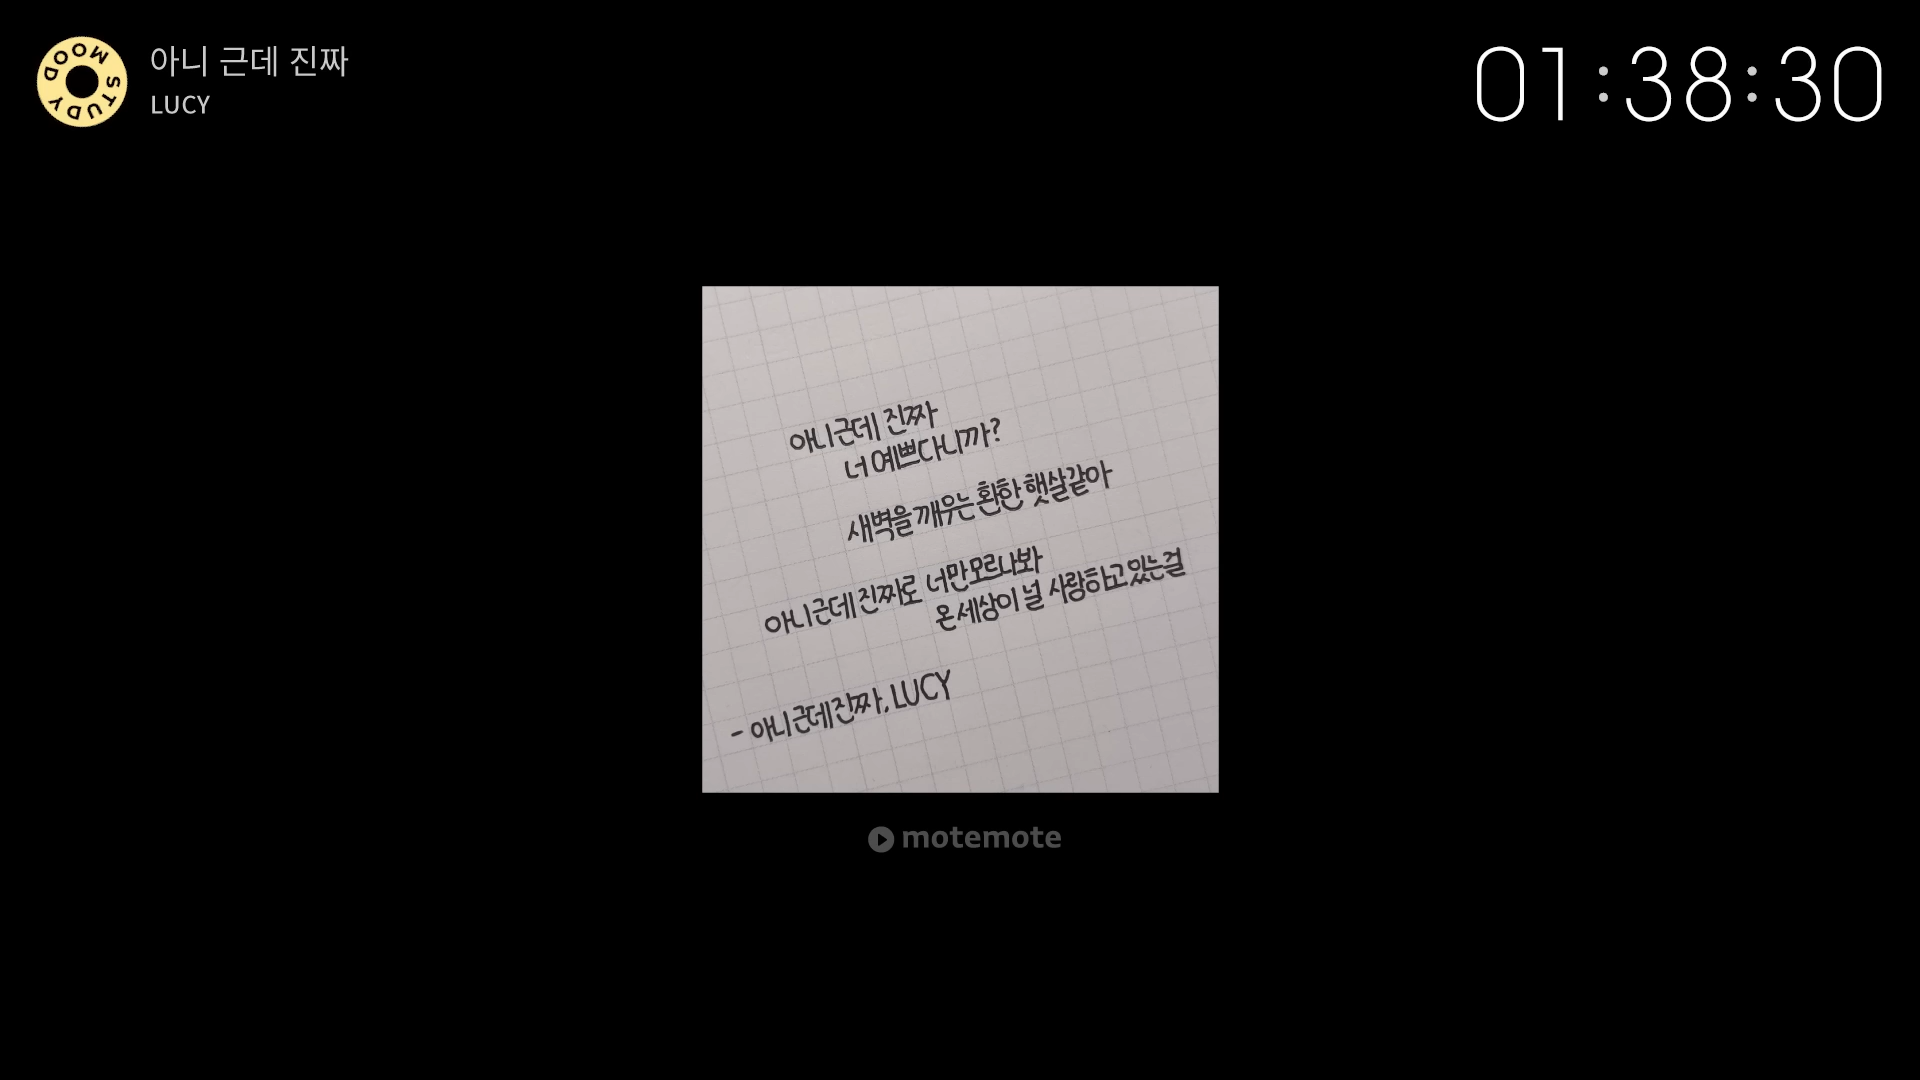 MOOD STUDY
아니 근데 진짜
LUCY
01:38:30
아니 근데 진짜
너 예쁘다니까?
새벽을 깨우는 환한 햇살같아
아니 근데 진짜로 너만 모르나봐
온 세상이 널 사랑하고 있는걸
- 아니 근데 진짜, LUCY
motemote